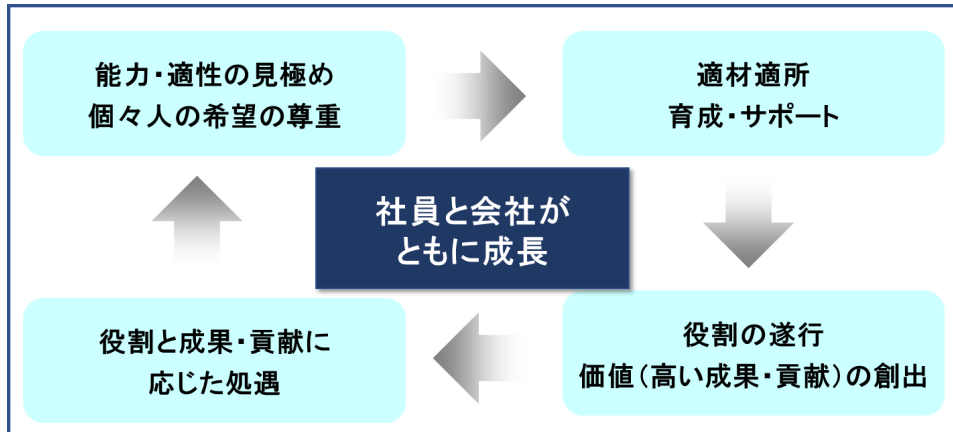 能力・適性の見極め
個々人の希望の尊重
適材適所
育成・サポート
社員と会社が
ともに成長
役割と成果・貢献に
応じた処遇
役割の遂行
価値（高い成果・貢献）の創出